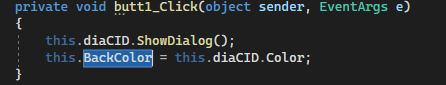 private void butt1_Click(object sender, EventArgs e)
{
this.diaCID.ShowDialog();
this.BackColor = this.diaCID.Color;
}